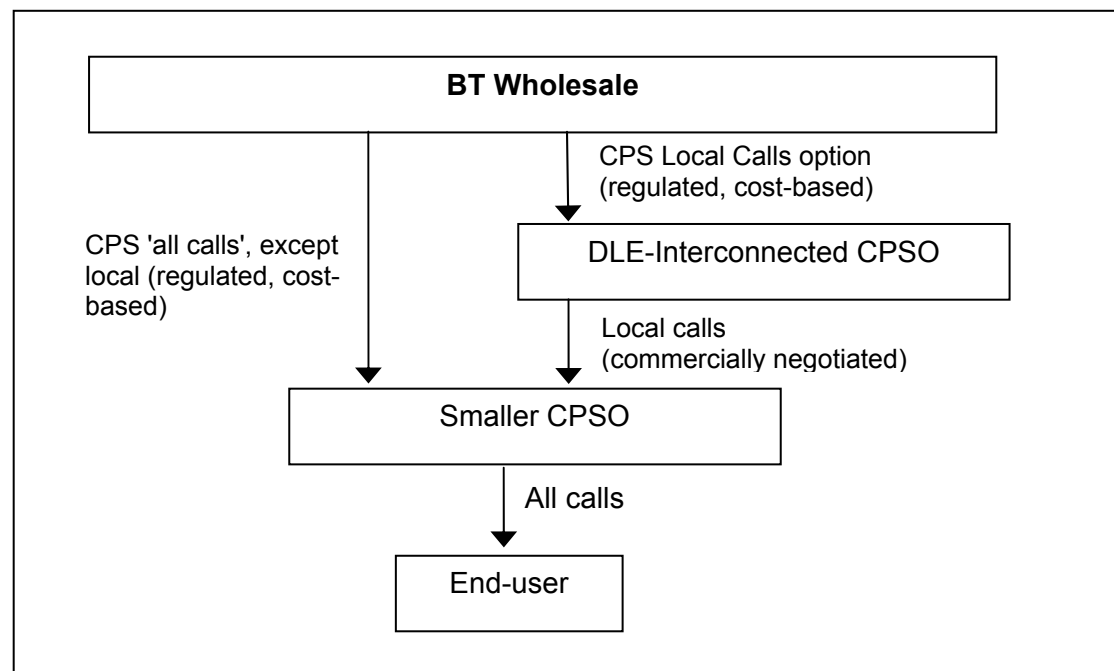 BT Wholesale
CPS Local Calls option
(regulated, cost-based)
CPS 'all calls', except
local (regulated, cost-
based)
DLE-Interconnected CPSO
Local calls
(commercially negotiated)
Smaller CPSO
All calls
End-user